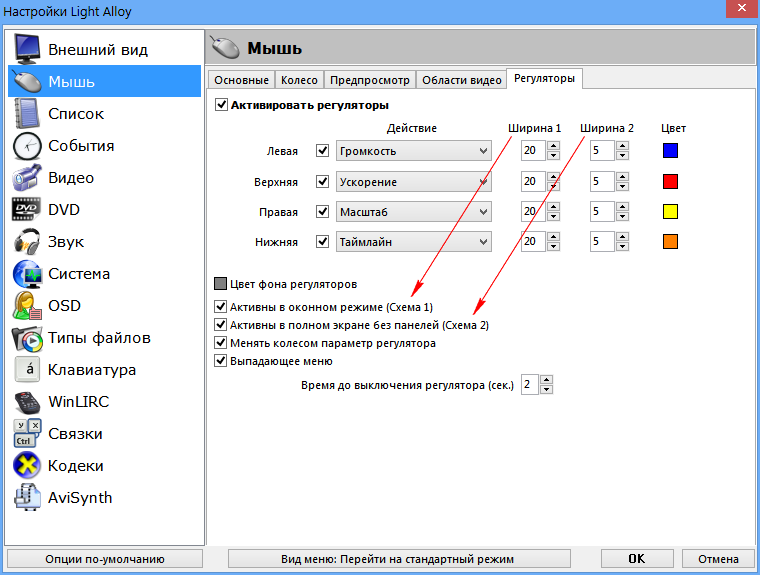 Настройки Light Alloy
Внешний вид
Мышь
Список
События
Видео
DVD
DVD
Звук
Система
OSD
Типы файлов
á
Клавиатура
WinLIRC
Y X
Ctrl
Связки
Кодеки
AviSynth
Мышь
Основные Колесо Предпросмотр Области видео Регуляторы
Активировать регуляторы
Действие Ширина 1 Ширина 2 Цвет
Левая Громкость 20 5
Верхняя Ускорение 20 5
Правая Масштаб 20 5
Нижняя Таймлайн 20 5
Цвет фона регуляторов
Активны в оконном режиме (Схема 1)
Активны в полном экране без панелей (Схема 2)
Менять колесом параметр регулятора
Выпадающее меню
Время до выключения регулятора (сек.) 2
Опции по-умолчанию Вид меню: Перейти на стандартный режим OK Отмена